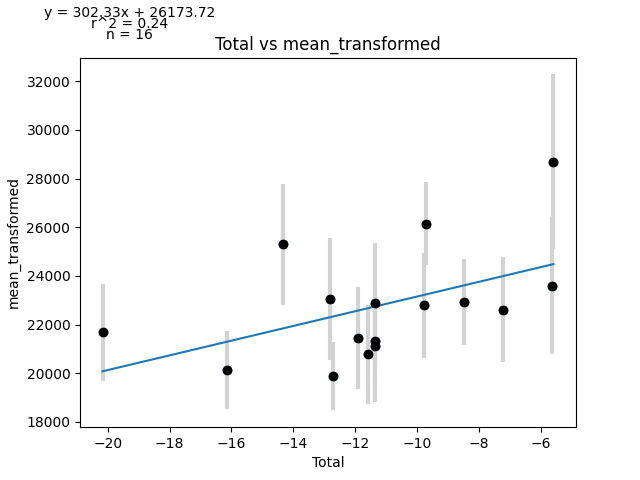 y = 302.33x + 26173.72
r^2 = 0.24
n = 16
Total vs mean_transformed
32000
30000
28000
26000
24000
22000
20000
18000
mean_transformed
−20
−18
−16
−14
−12
−10
−8
−6
Total